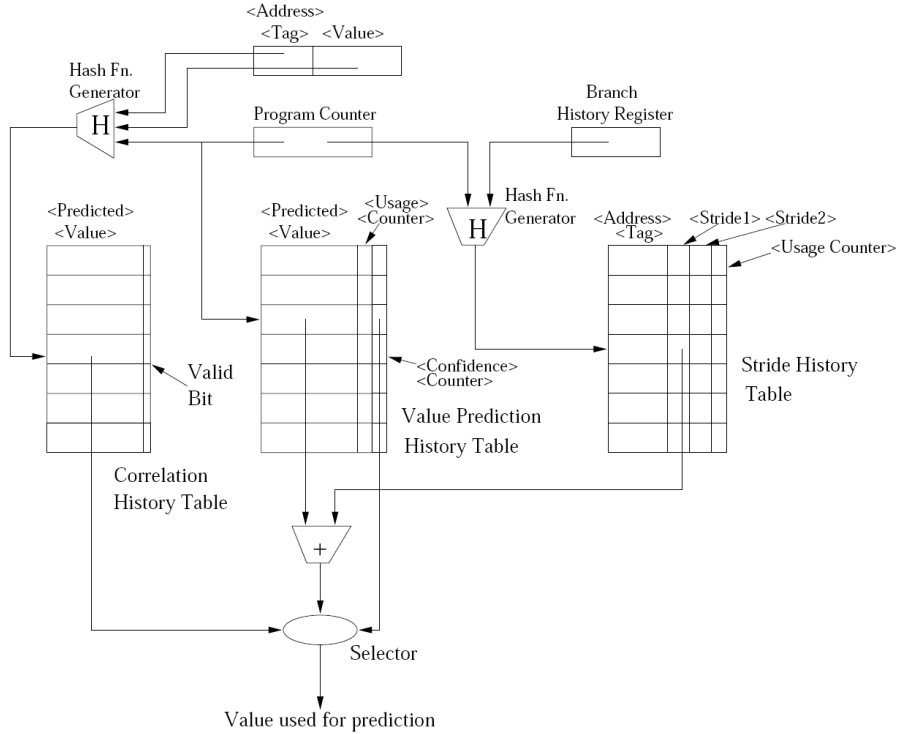 <Address>
<Tag>
<Value>
Hash Fn.
Generator
H
Program Counter
Branch
History Register
<Predicted>
<Value>
<Predicted>
<Value>
<Usage>
<Counter>
H
Hash Fn.
Generator
<Address>
<Tag>
<Stride1>
<Stride2>
<Usage Counter>
Valid
Bit
<Confidence>
<Counter>
Stride History
Table
Value Prediction
History Table
Correlation
History Table
+
Selector
Value used for prediction